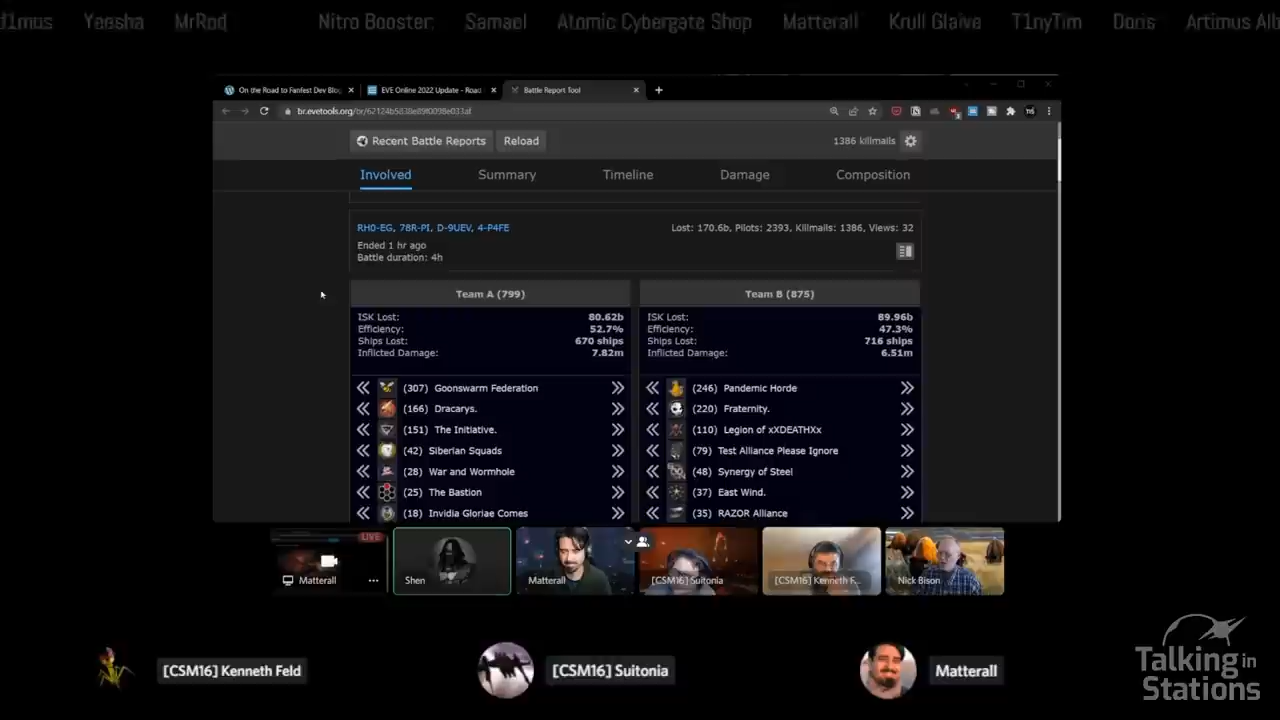 Yeesha MrRod Nitro Booster: Samael Atomic Cybergate Shop Matterall Krull Glaive T1nyTim Doris Artimus
On the Road to Fanfest Dev Blog
EVE Online 2022 Update - Road
Battle Report Tool
Recent Battle Reports
Reload
1386 killmails
Involved
Summary
Timeline
Damage
Composition
RH0-EG, 78R-PI, D-9UEV, 4-P4FE
Lost: 170.6b, Pilots: 2393, Killmails: 1386, Views: 32
Ended 1 hr ago
Battle duration: 4h
Team A (799)
ISK Lost: 80.62b
Efficiency: 52.7%
Ships Lost: 670 ships
Inflicted Damage: 7.82m
(307) Goonswarm Federation
(166) Dracarys.
(151) The Initiative.
(42) Siberian Squads
(28) War and Wormhole
(25) The Bastion
(18) Invidia Gloriae Comes
Team B (875)
ISK Lost: 89.96b
Efficiency: 47.3%
Ships Lost: 716 ships
Inflicted Damage: 6.51m
(246) Pandemic Horde
(220) Fraternity.
(110) Legion of xXDEATHXx
(79) Test Alliance Please Ignore
(48) Synergy of Steel
(37) East Wind.
(35) RAZOR Alliance
LIVE
Matterall
Shen
Matterall
[CSM16] Suitonia
[CSM16] Kenneth F...
Nick Bison
[CSM16] Kenneth Feld
[CSM16] Suitonia
Matterall
Talking in
Stations